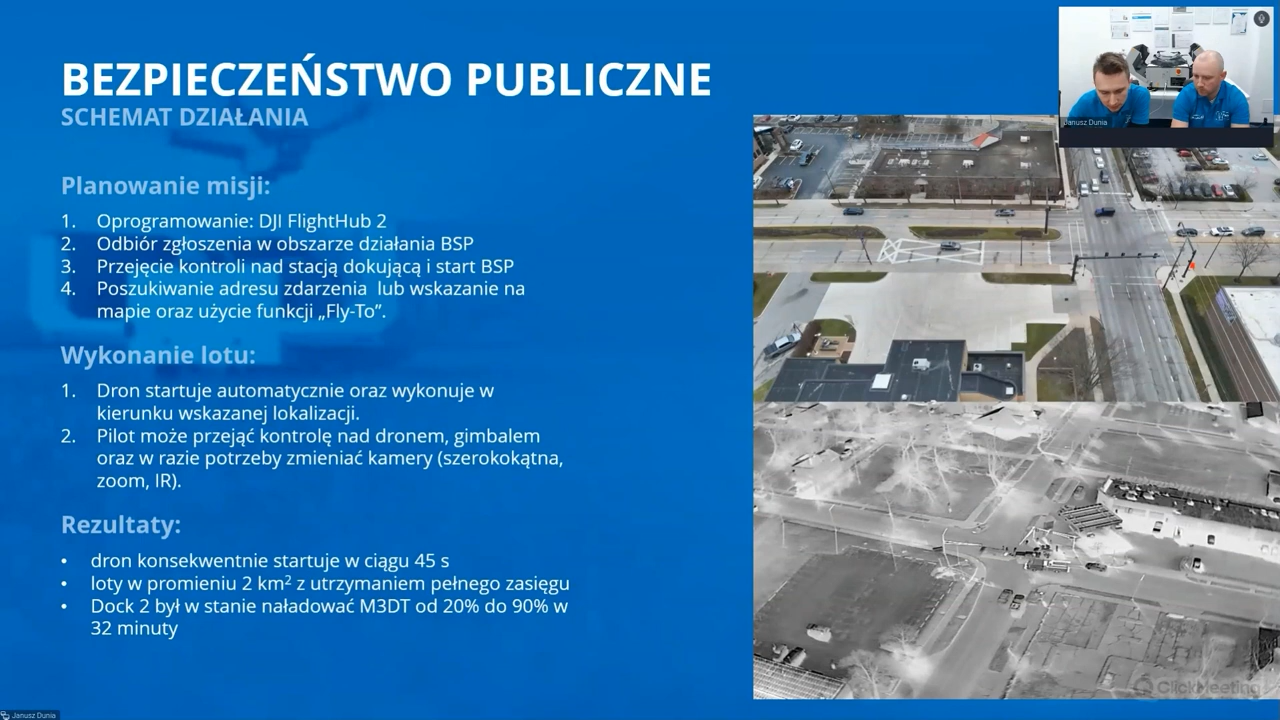 BEZPIECZEŃSTWO PUBLICZNE
SCHEMAT DZIAŁANIA
Planowanie misji:
1. Oprogramowanie: DJI FlightHub 2
2. Odbiór zgłoszenia w obszarze działania BSP
3. Przejęcie kontroli nad stacją dokującą i start BSP
4. Poszukiwanie adresu zdarzenia lub wskazanie na
mapie oraz użycie funkcji „Fly-To”.
Wykonanie lotu:
1. Dron startuje automatycznie oraz wykonuje w
kierunku wskazanej lokalizacji.
2. Pilot może przejąć kontrolę nad dronem, gimbalem
oraz w razie potrzeby zmieniać kamery (szerokokątna,
zoom, IR).
Rezultaty:
• dron konsekwentnie startuje w ciągu 45 s
• loty w promieniu 2 km² z utrzymaniem pełnego zasięgu
• Dock 2 był w stanie naładować M3DT od 20% do 90% w
32 minuty
Janusz Dunia
ClickMeeting
Janusz Dunia